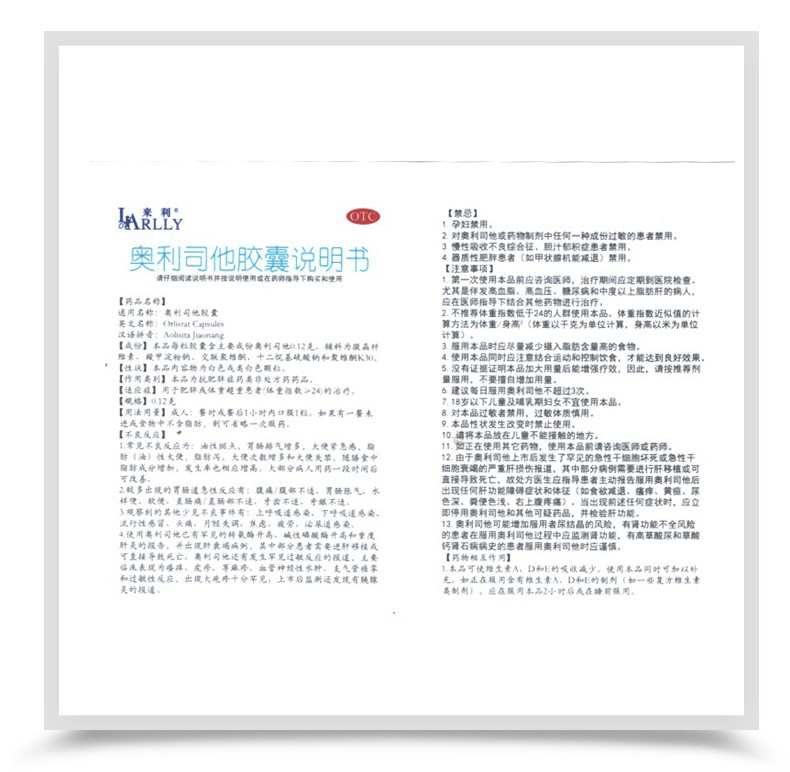 来利®
LARLLY
OTC
奥利司他胶囊说明书
请仔细阅读说明书并按说明使用或在药师指导下购买和使用
【药品名称】
通用名称：奥利司他胶囊
英文名称：Orlistat Capsules
汉语拼音：Aolisita Jiaonang
【成份】本品每粒胶囊含主要成份奥利司他0.12克。辅料为微晶纤
维素、羧甲淀粉钠、交联聚维酮、十二烷基硫酸钠和聚维酮K30。
【性状】本品内容物为白色或类白色颗粒。
【作用类别】本品为抗肥胖症药类非处方药药品。
【适应症】用于肥胖或体重超重患者(体重指数≥24)的治疗。
【规格】0.12克
【用法用量】成人：餐时或餐后1小时内口服1粒。如果有一餐未
进或食物中不含脂肪，则可省略一次服药。
【不良反应】
1.常见不良反应为：油性斑点，胃肠排气增多，大便紧急感，脂
肪（油）性大便，脂肪泻，大便次数增多和大便失禁。随膳食中
脂肪成分增加，发生率也相应增高。大部分病人用药一段时间后
可改善。
2.较多出现的胃肠道急性反应有：腹痛/腹部不适、胃肠胀气、水
样便、软便、直肠痛/直肠部不适、牙齿不适、牙龈不适。
3.观察到的其他少见不良事件有：上呼吸道感染、下呼吸道感染、
流行性感冒、头痛、月经失调、焦虑、疲劳、泌尿道感染。
4.使用奥利司他已有罕见的转氨酶升高、碱性磷酸酶升高和重度
肝炎的报告，并出现肝衰竭病例，其中部分患者需要进肝移植或
可直接导致死亡。奥利司他还有发生罕见过敏反应的报道，主要
临床表现为瘙痒、皮疹、荨麻疹、血管神经性水肿、支气管痉挛
和过敏性反应，出现大疱疹十分罕见。上市后监测还发现有胰腺
炎的报道。
【禁忌】
1. 孕妇禁用。
2. 对奥利司他或药物制剂中任何一种成份过敏的患者禁用。
3 慢性吸收不良综合征、胆汁郁积症患者禁用。
4. 器质性肥胖患者（如甲状腺机能减退）禁用。
【注意事项】
1. 第一次使用本品前应咨询医师，治疗期间应定期到医院检查。
尤其是伴发高血脂、高血压、糖尿病和中度以上脂肪肝的病人，
应在医师指导下结合其他药物进行治疗。
2. 不推荐体重指数低于24的人群使用本品。体重指数近似值的计
算方法为体重/身高²（体重以千克为单位计算，身高以米为单位
计算）。
3. 服用本品时应尽量减少摄入脂肪含量高的食物。
4. 使用本品同时应注意结合运动和控制饮食，才能达到良好效果。
5. 没有证据证明本品加大用量后能增强疗效，因此，请按推荐剂
量服用，不要擅自增加用量。
6. 建议每日服用奥利司他不超过3次。
7. 18岁以下儿童及哺乳期妇女不宜使用本品。
8. 对本品过敏者禁用，过敏体质慎用。
9. 本品性状发生改变时禁止使用。
10. 请将本品放在儿童不能接触的地方。
11. 如正在使用其它药物，使用本品前请咨询医师或药师。
12. 由于奥利司他上市后发生了罕见的急性干细胞坏死或急性干
细胞衰竭的严重肝损伤报道，其中部分病例需要进行肝移植或可
直接导致死亡，故处方医生应指导患者主动报告服用奥利司他后
出现任何肝功能障碍症状和体征（如食欲减退、瘙痒、黄疸、尿
色深、粪便色浅、右上腹疼痛）。当出现前述任何症状时，应立
即停用奥利司他和其他可疑药品，并检验肝功能。
13. 奥利司他可能增加服用者尿结晶的风险，有肾功能不全风险
的患者在服用奥利司他过程中应监测肾功能，有高草酸尿和草酸
钙肾石病病史的患者服用奥利司他时应谨慎。
【药物相互作用】
1.本品可使维生素A、D和E的吸收减少。使用本品同时可加以补
充。如正在服用含有维生素A、D和E的制剂（如一些复方维生素
类制剂），应在服用本品2小时后或在睡前服用。